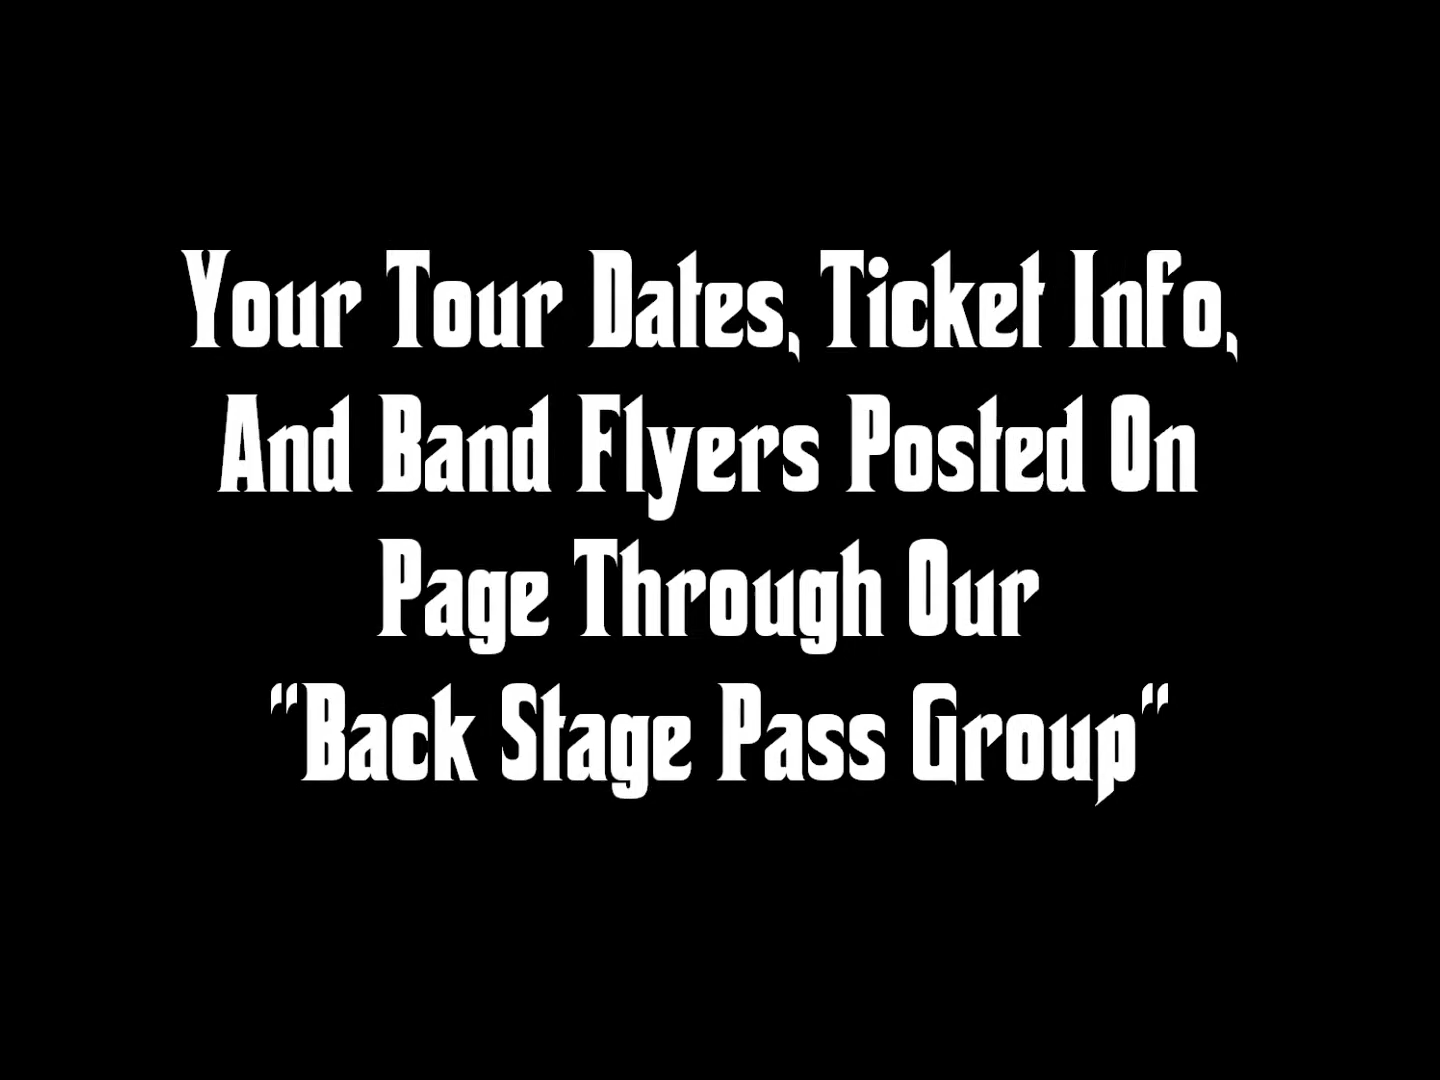 Your Tour Dates, Ticket Info,
And Band Flyers Posted On
Page Through Our
“Back Stage Pass Group“